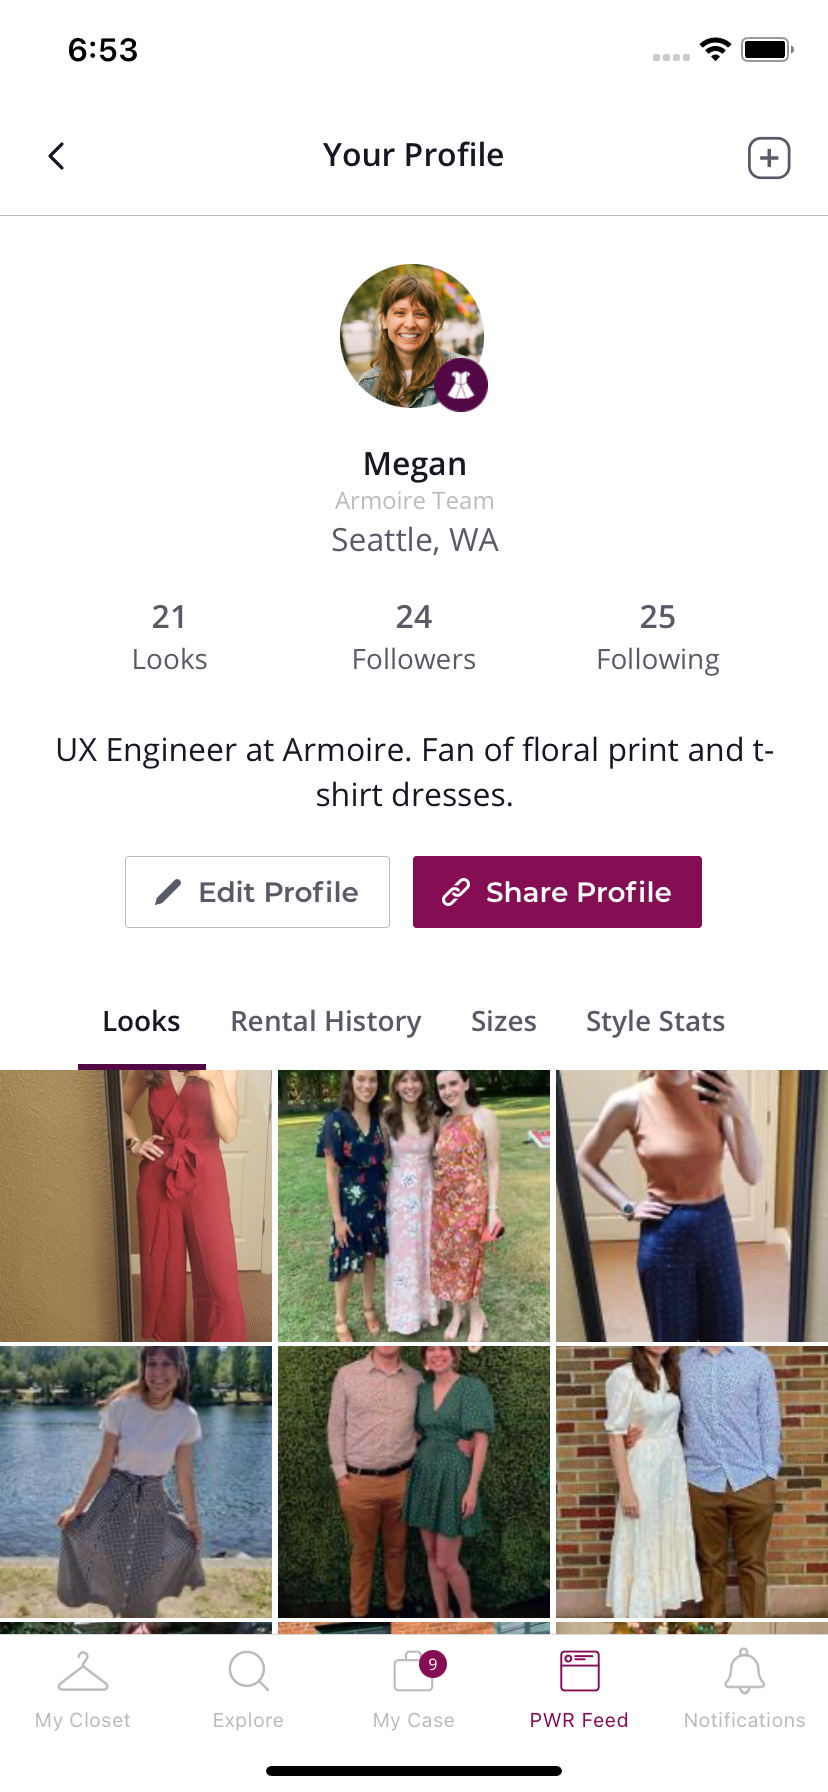 6:53
Your Profile
Megan
Armoire Team
Seattle, WA
21
Looks
24
Followers
25
Following
UX Engineer at Armoire. Fan of floral print and t-
shirt dresses.
Edit Profile
Share Profile
Looks
Rental History
Sizes
Style Stats
My Closet
Explore
9
My Case
PWR Feed
Notifications